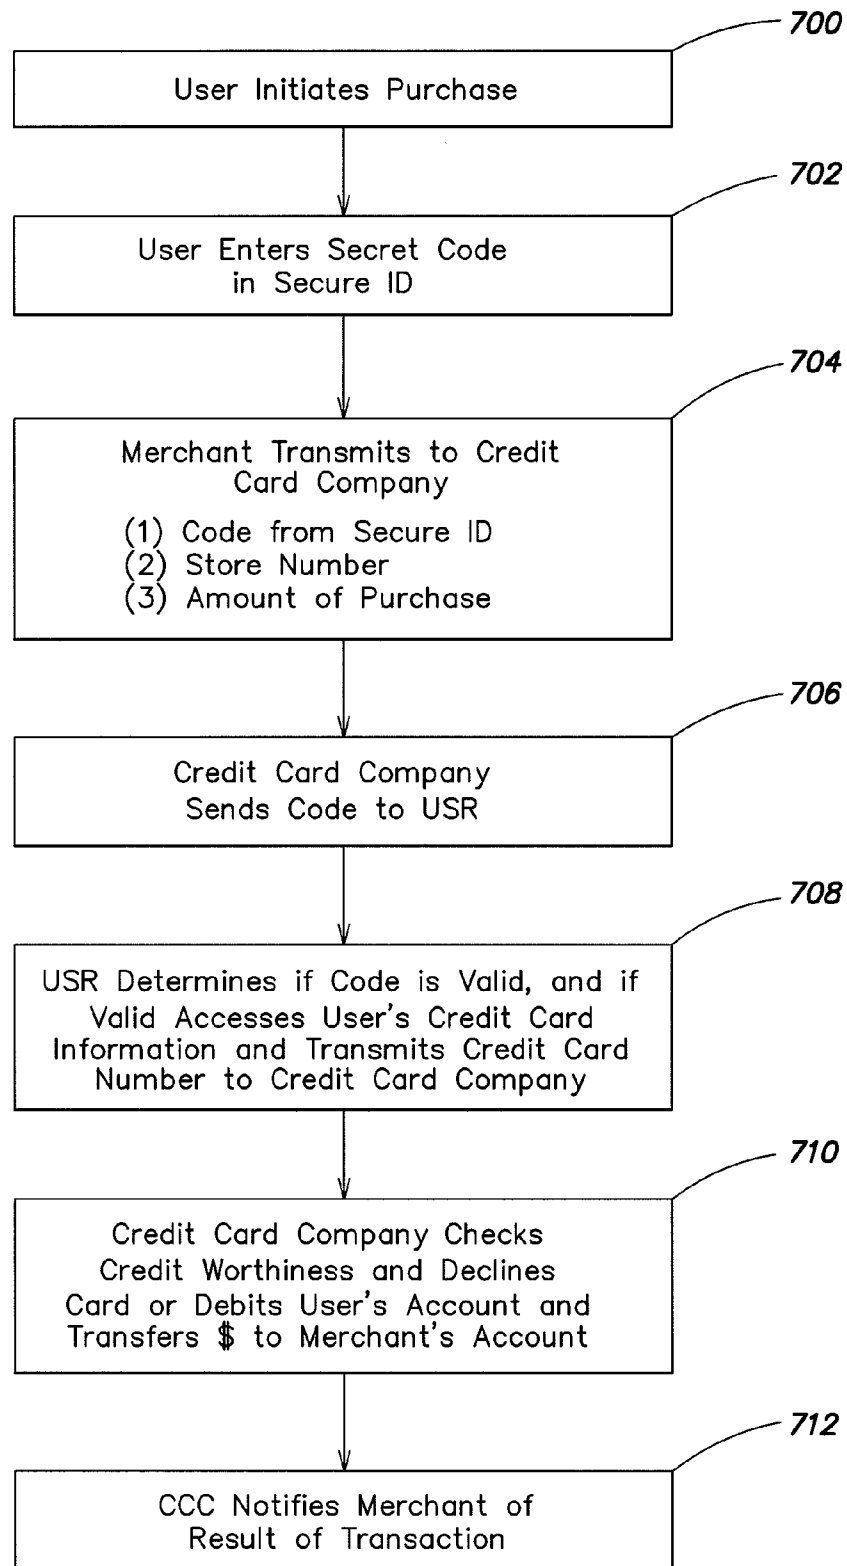 700
User Initiates Purchase
702
User Enters Secret Code
in Secure ID
704
Merchant Transmits to Credit
Card Company
(1) Code from Secure ID
(2) Store Number
(3) Amount of Purchase
706
Credit Card Company
Sends Code to USR
708
USR Determines if Code is Valid, and if
Valid Accesses User's Credit Card
Information and Transmits Credit Card
Number to Credit Card Company
710
Credit Card Company Checks
Credit Worthiness and Declines
Card or Debits User's Account and
Transfers $ to Merchant's Account
712
CCC Notifies Merchant of
Result of Transaction